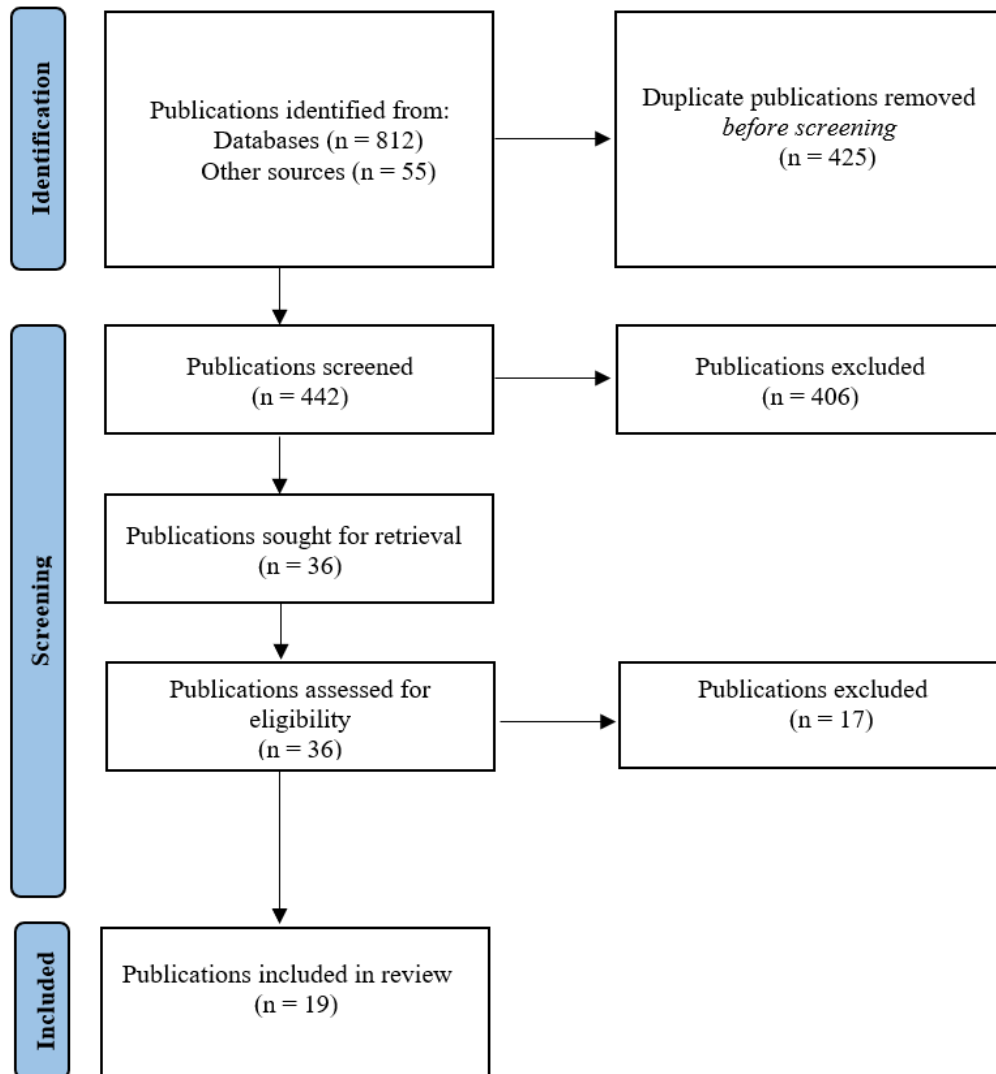 Identification
Publications identified from:
Databases (n = 812)
Other sources (n = 55)
Duplicate publications removed
before screening
(n = 425)
Screening
Publications screened
(n = 442)
Publications excluded
(n = 406)
Publications sought for retrieval
(n = 36)
Publications assessed for
eligibility
(n = 36)
Publications excluded
(n = 17)
Included
Publications included in review
(n = 19)